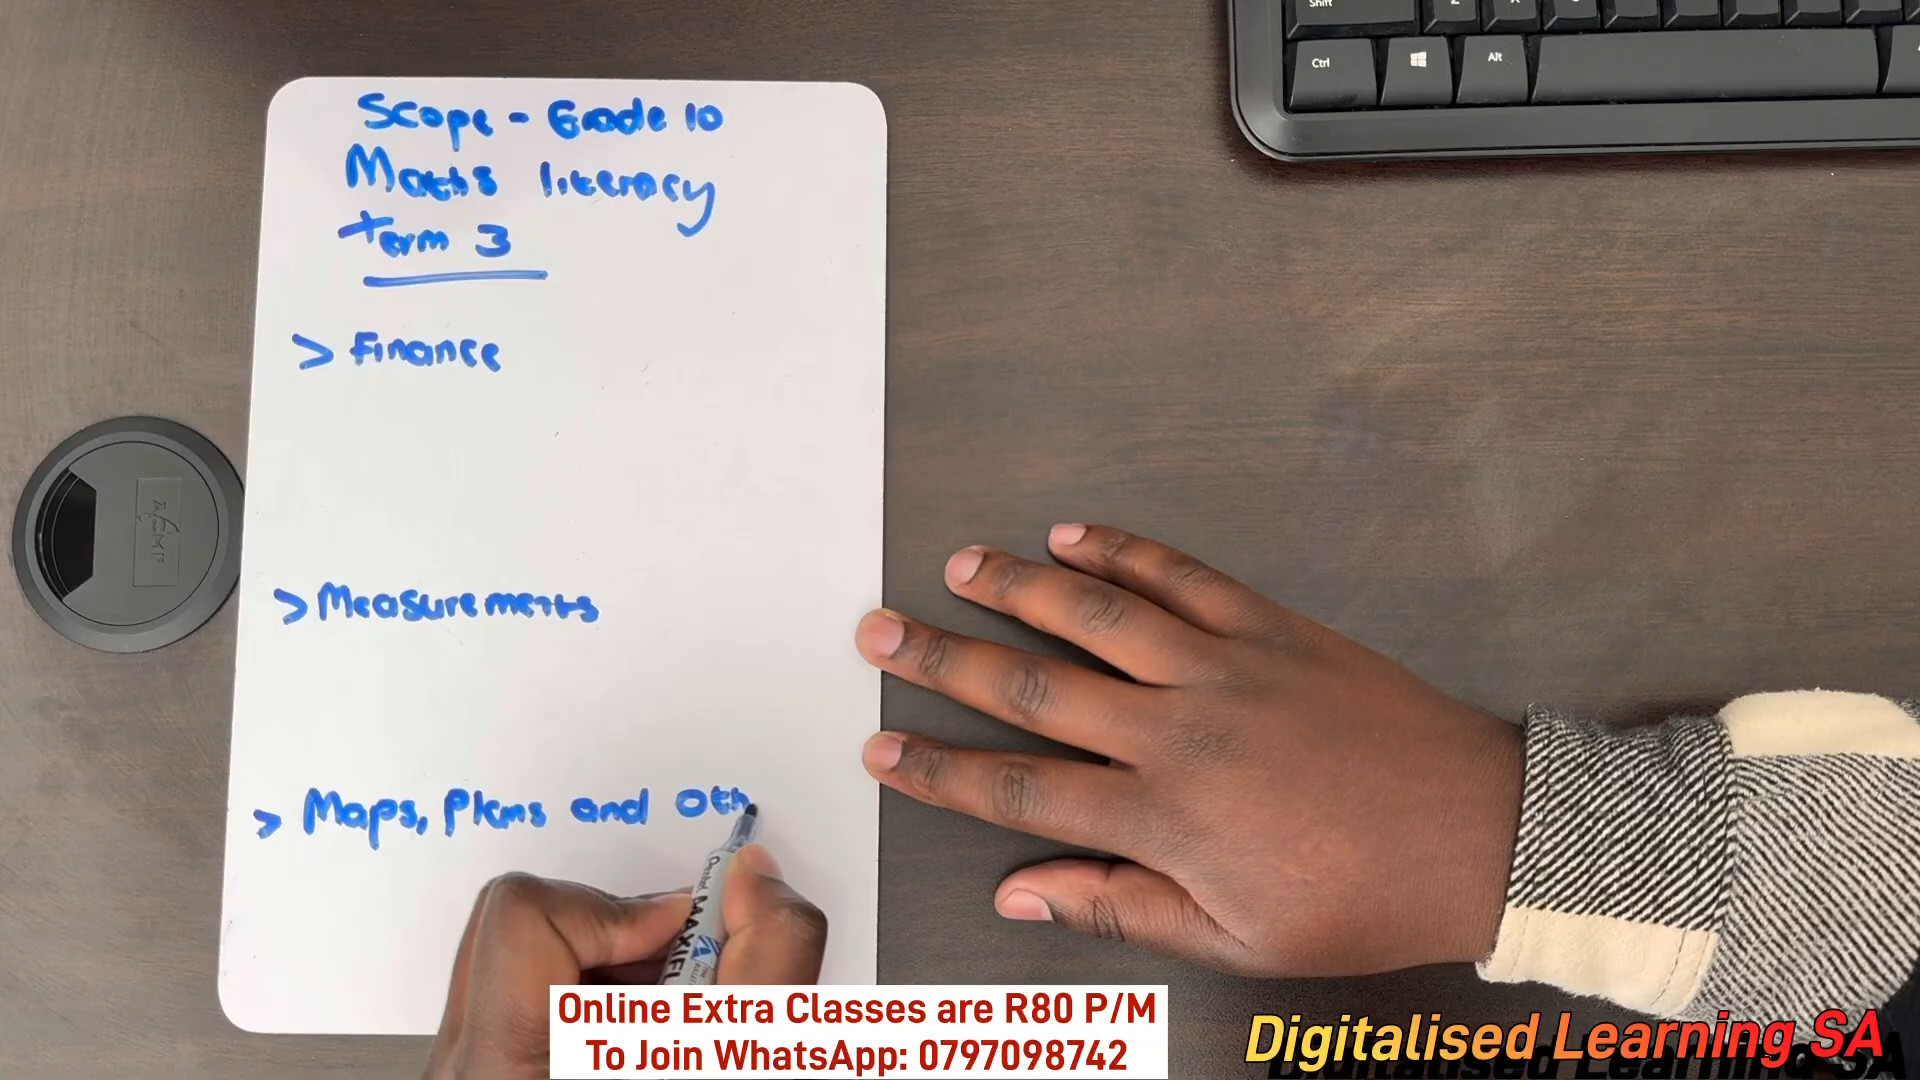 Scope - Grade 10
Maths literacy
Term 3
> Finance
> Measurements
> Maps, Plans and Oth
Shift
Ctrl
Alt
MAXIFL
Online Extra Classes are R80 P/M
To Join WhatsApp: 0797098742
Digitalised Learning SA